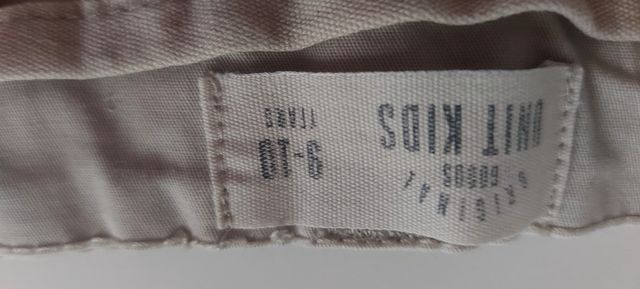 ORIGINAL
GOODS
UNIT KIDS
9-10
YEARS